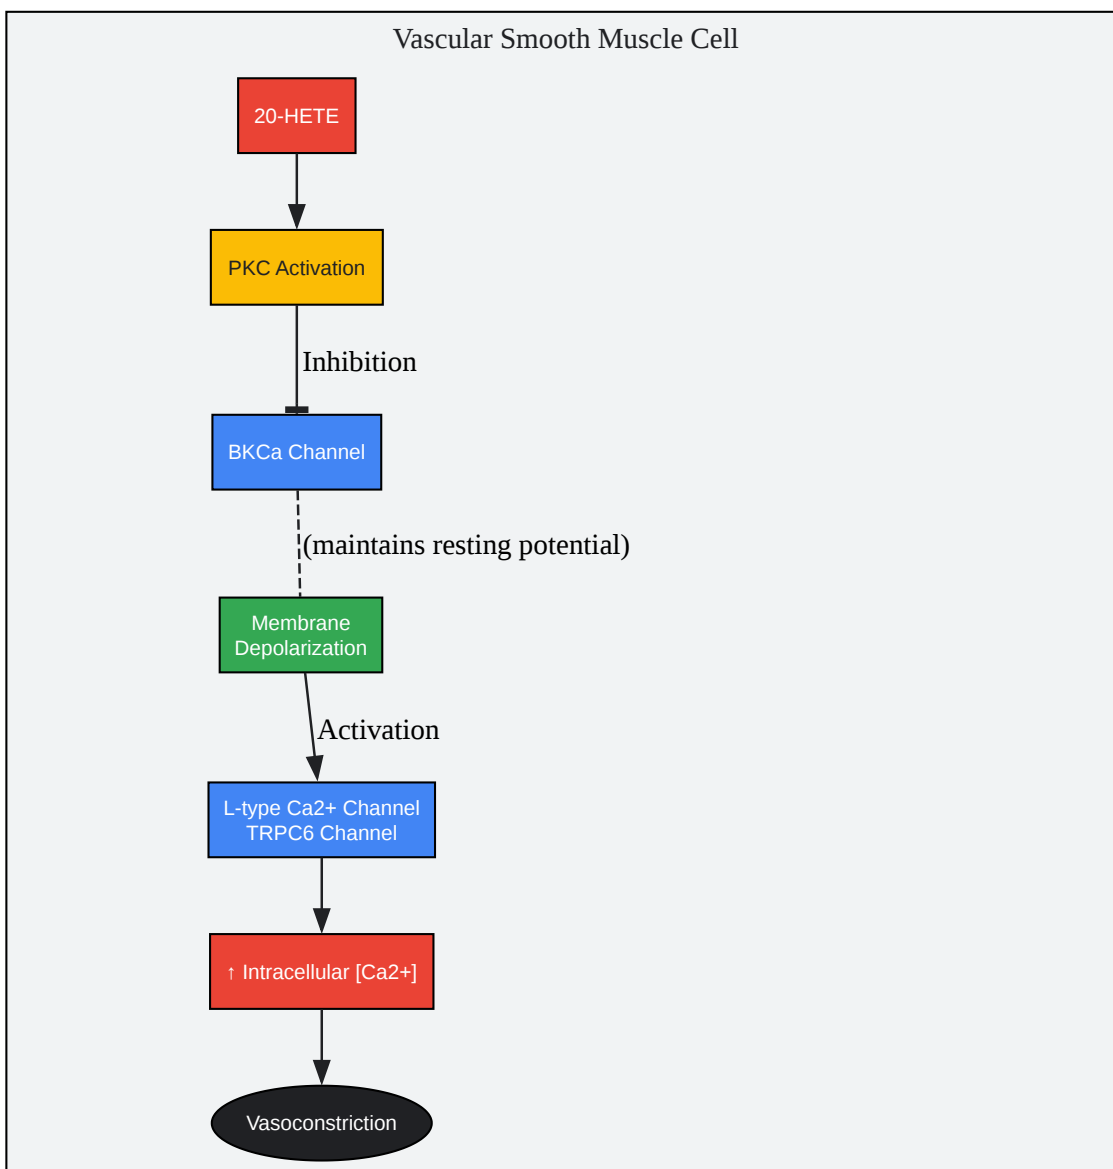 Vascular Smooth Muscle Cell
20-HETE
PKC Activation
Inhibition
BKCa Channel
(maintains resting potential)
Membrane
Depolarization
Activation
L-type Ca2+ Channel
TRPC6 Channel
↑ Intracellular [Ca2+]
Vasoconstriction